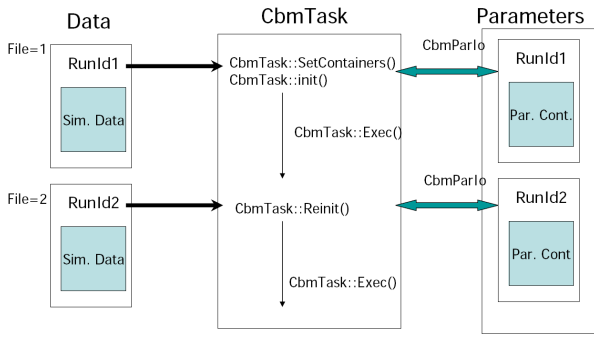 Data
CbmTask
Parameters
File=1
RunId1
Sim. Data
CbmTask::SetContainers()
CbmTask::init()
CbmTask::Exec()
CbmParIo
RunId1
Par. Cont.
File=2
RunId2
Sim. Data
CbmTask::Reinit()
CbmTask::Exec()
CbmParIo
RunId2
Par. Cont